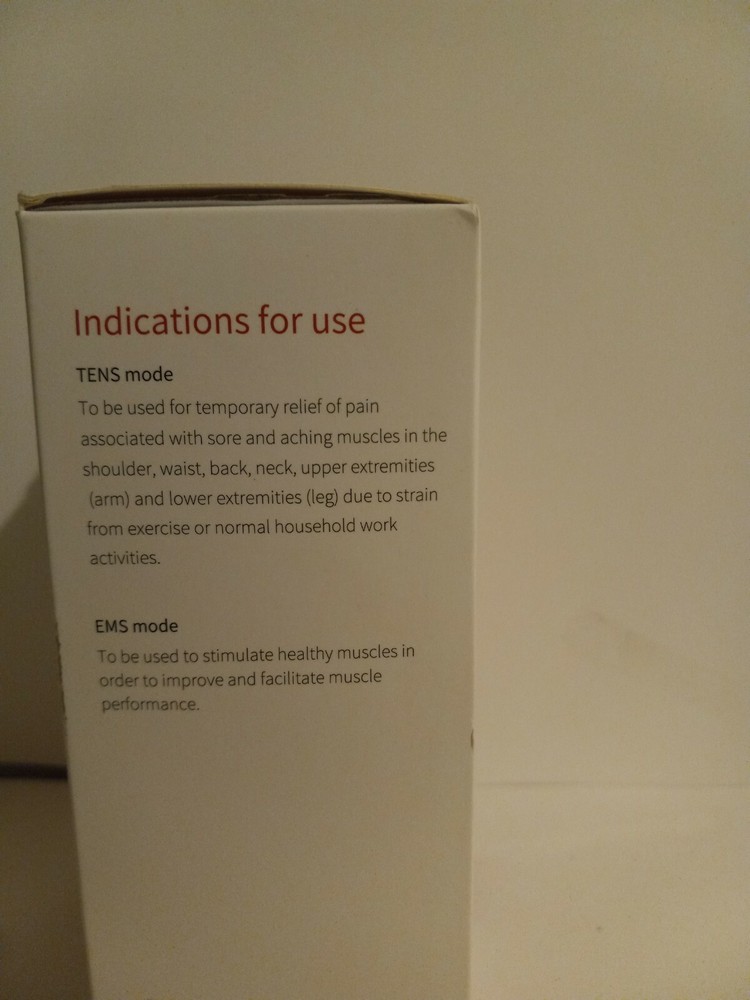 Indications for use
TENS mode
To be used for temporary relief of pain
associated with sore and aching muscles in the
shoulder, waist, back, neck, upper extremities
(arm) and lower extremities (leg) due to strain
from exercise or normal household work
activities.
EMS mode
To be used to stimulate healthy muscles in
order to improve and facilitate muscle
performance.